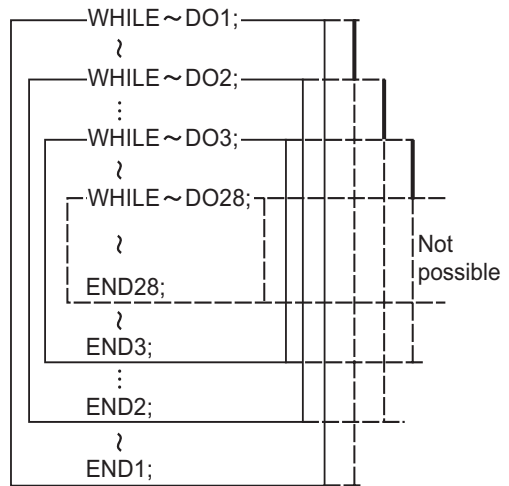 WHILE～DO1;
～
WHILE～DO2;
⋮
WHILE～DO3;
～
WHILE～DO28;
～
Not
possible
END28;
～
END3;
⋮
END2;
～
END1;